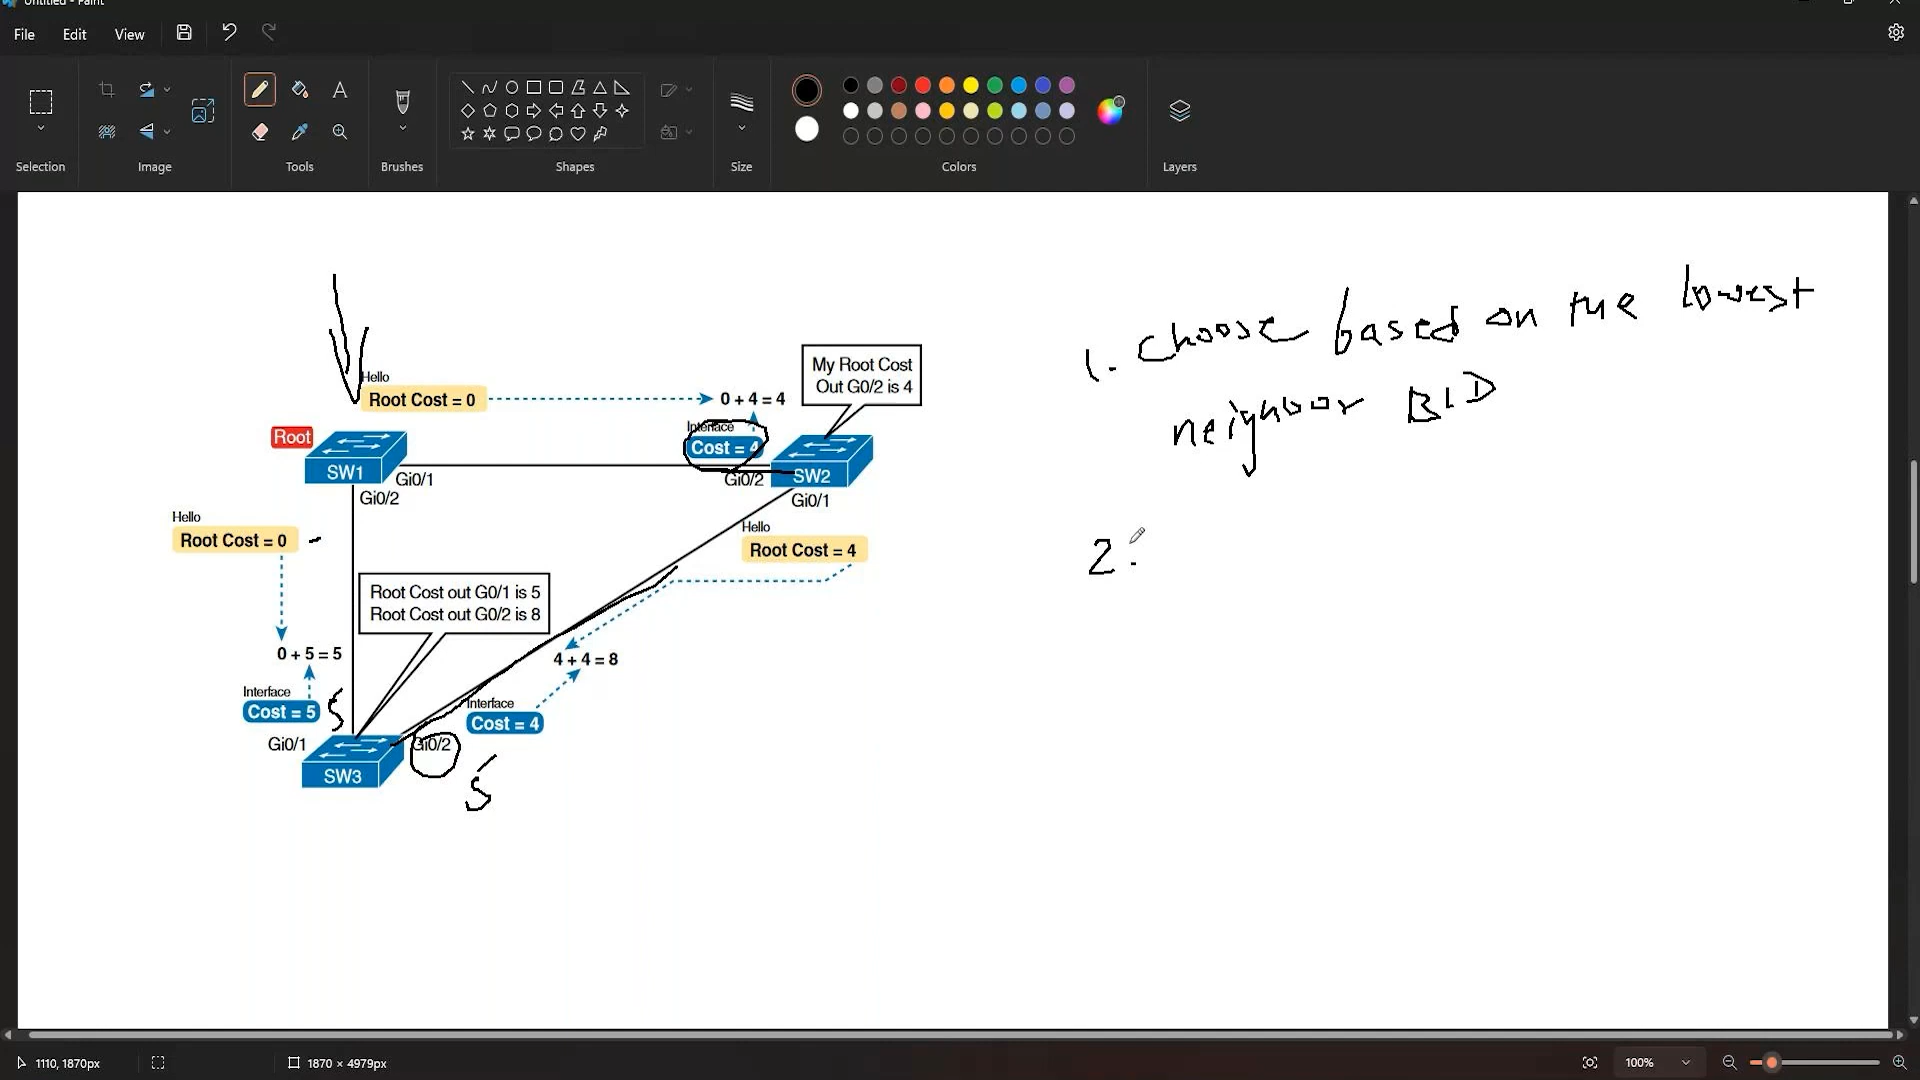 Untitled - Paint
File Edit View
Selection Image Tools Brushes Shapes Size Colors Layers
1. Choose based on the lowest
neighbor BID
2.
My Root Cost
Out G0/2 is 4
Hello
Root Cost = 0
0 + 4 = 4
Interface
Cost = 4
Root
SW1
Gi0/1
Gi0/2
Gi0/2
SW2
Gi0/1
Hello
Root Cost = 0
Hello
Root Cost = 4
Root Cost out G0/1 is 5
Root Cost out G0/2 is 8
0 + 5 = 5
4 + 4 = 8
Interface
Cost = 5
5
Interface
Cost = 4
Gi0/1
Gi0/2
SW3
5
1110, 1870px
1870 × 4979px
100%